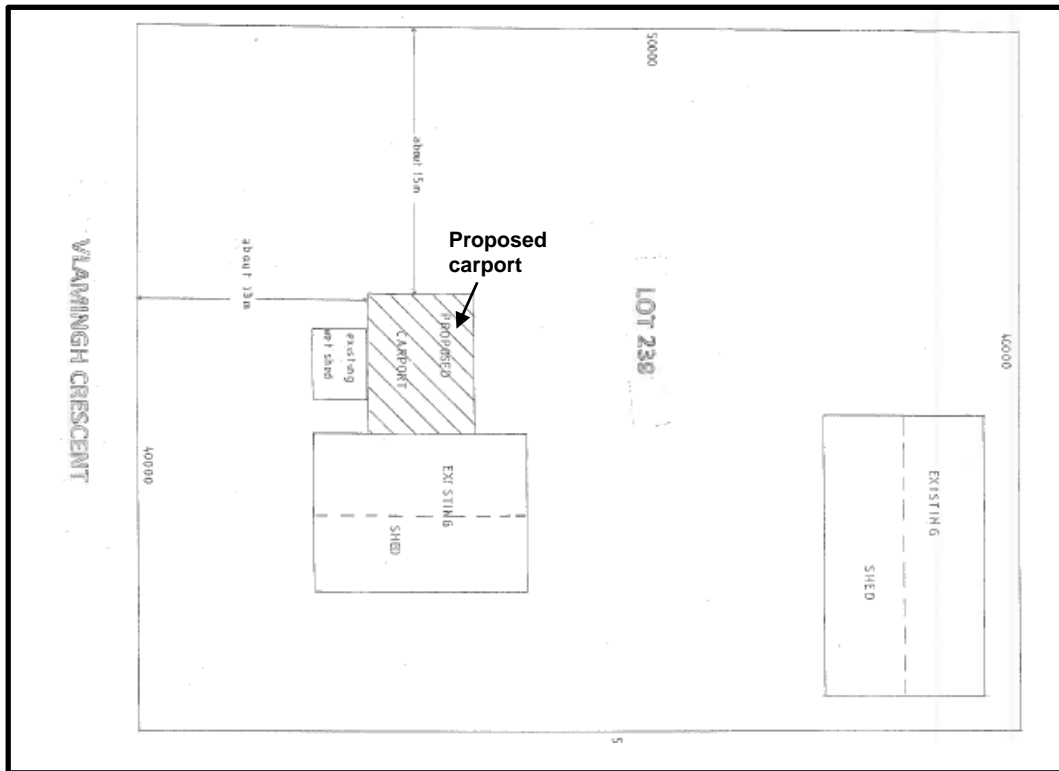 50000
about 15m
Proposed
carport
about 13m
PROPOSED
CARPORT
existing
wet shed
LOT 239
40000
VLAMINGH CRESCENT
40000
EXISTING
SHED
EXISTING
SHED
5